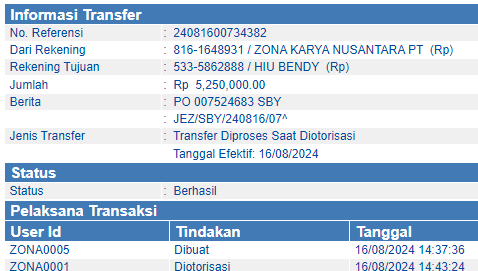 Informasi Transfer
No. Referensi : 24081600734382
Dari Rekening : 816-1648931 / ZONA KARYA NUSANTARA PT (Rp)
Rekening Tujuan : 533-5862888 / HIU BENDY (Rp)
Jumlah : Rp 5,250,000.00
Berita : PO 007524683 SBY
: JEZ/SBY/240816/07^
Jenis Transfer : Transfer Diproses Saat Diotorisasi
Tanggal Efektif: 16/08/2024
Status
Status : Berhasil
Pelaksana Transaksi
User Id Tindakan Tanggal
ZONA0005 Dibuat 16/08/2024 14:37:36
ZONA0001 Diotorisasi 16/08/2024 14:43:24